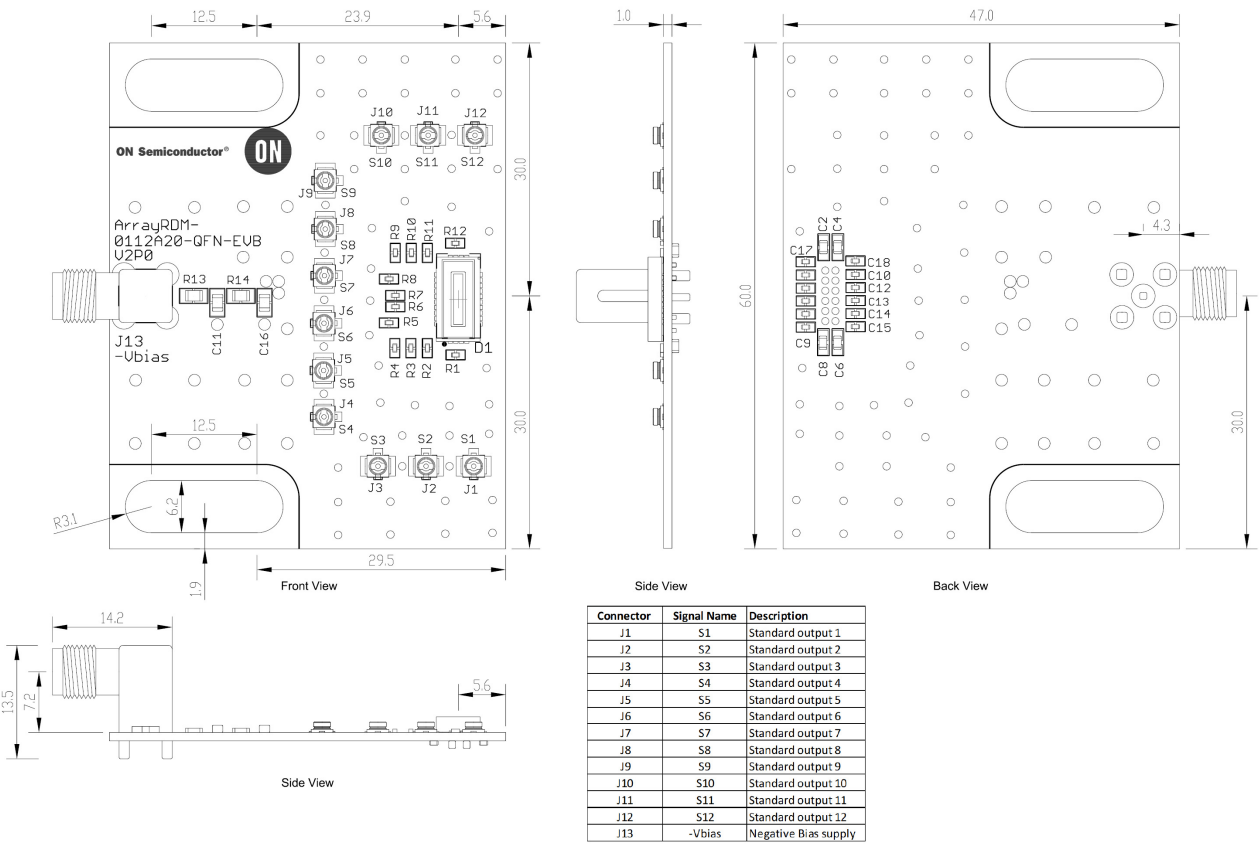 12.5
23.9
5.6
1.0
47.0
J10
J11
J12
S10
S11
S12
ON Semiconductor®
ON
30.0
J9
S9
J8
S8
J7
S7
J6
S6
J5
S5
J4
S4
ArrayRDM-
0112A20-QFN-EVB
V2P0
R9
R10
R11
R12
R13
R14
R8
R7
R6
R5
C11
C16
J13
-Vbias
R4
R3
R2
R1
D1
12.5
30.0
S3
S2
S1
J3
J2
J1
6.2
R3.1
1.9
29.5
60.0
C2
C4
C17
C18
C10
C12
C13
C14
C15
C9
C8
C6
4.3
30.0
Front View
Side View
Back View
14.2
13.5
7.2
5.6
Side View
Connector Signal Name Description
J1 S1 Standard output 1
J2 S2 Standard output 2
J3 S3 Standard output 3
J4 S4 Standard output 4
J5 S5 Standard output 5
J6 S6 Standard output 6
J7 S7 Standard output 7
J8 S8 Standard output 8
J9 S9 Standard output 9
J10 S10 Standard output 10
J11 S11 Standard output 11
J12 S12 Standard output 12
J13 -Vbias Negative Bias supply